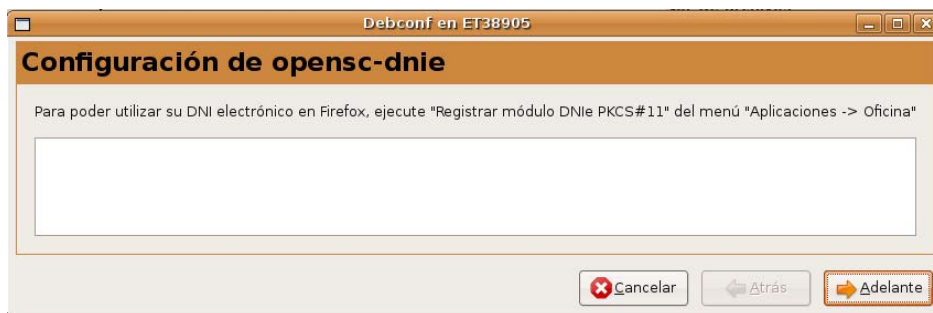 Debconf en ET38905
Configuración de opensc-dnie
Para poder utilizar su DNI electrónico en Firefox, ejecute "Registrar módulo DNIe PKCS#11" del menú "Aplicaciones -> Oficina"
Cancelar Atrás Adelante